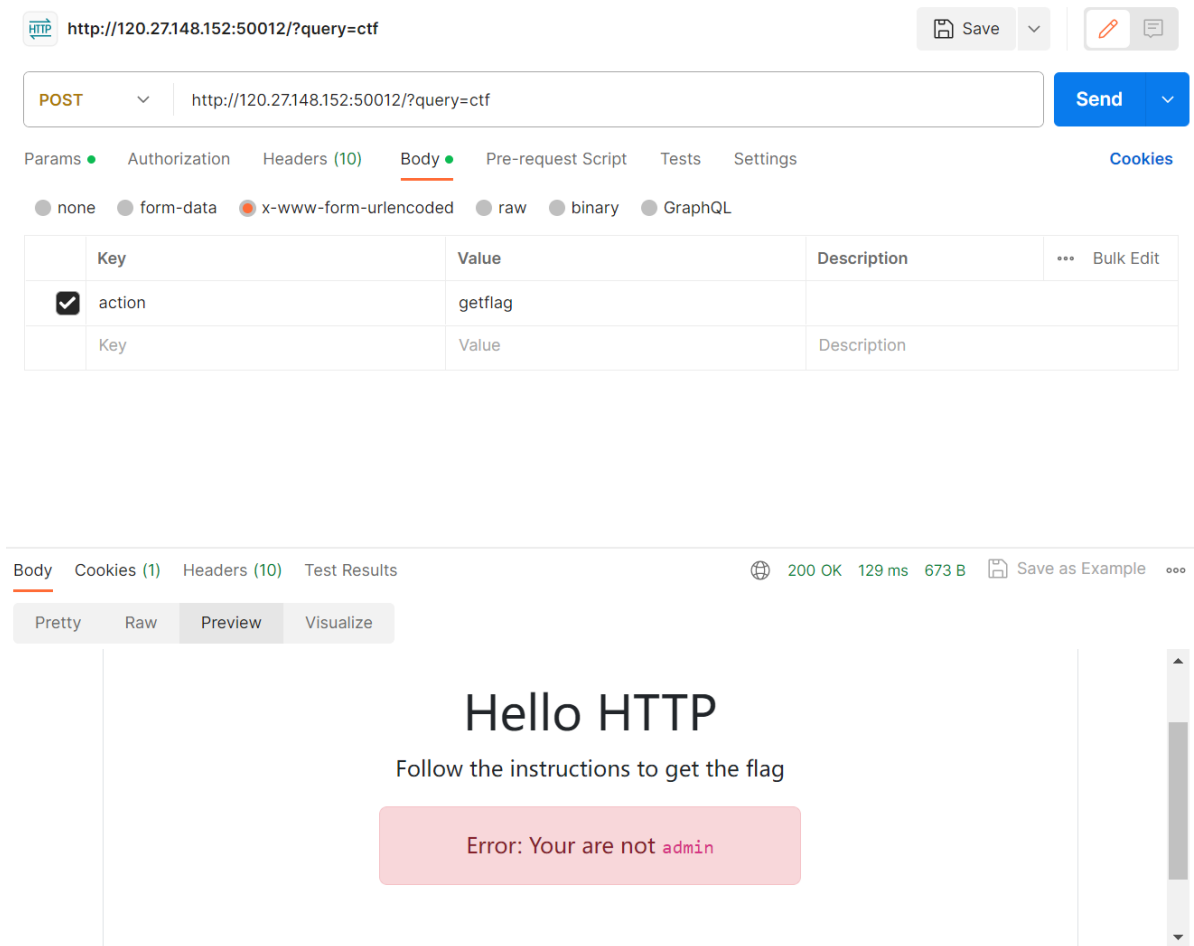 HTTP http://120.27.148.152:50012/?query=ctf Save
POST http://120.27.148.152:50012/?query=ctf Send
Params Authorization Headers (10) Body Pre-request Script Tests Settings Cookies
none form-data x-www-form-urlencoded raw binary GraphQL
Key Value Description Bulk Edit
action getflag
Key Value Description
Body Cookies (1) Headers (10) Test Results 200 OK 129 ms 673 B Save as Example
Pretty Raw Preview Visualize
Hello HTTP
Follow the instructions to get the flag
Error: Your are not admin